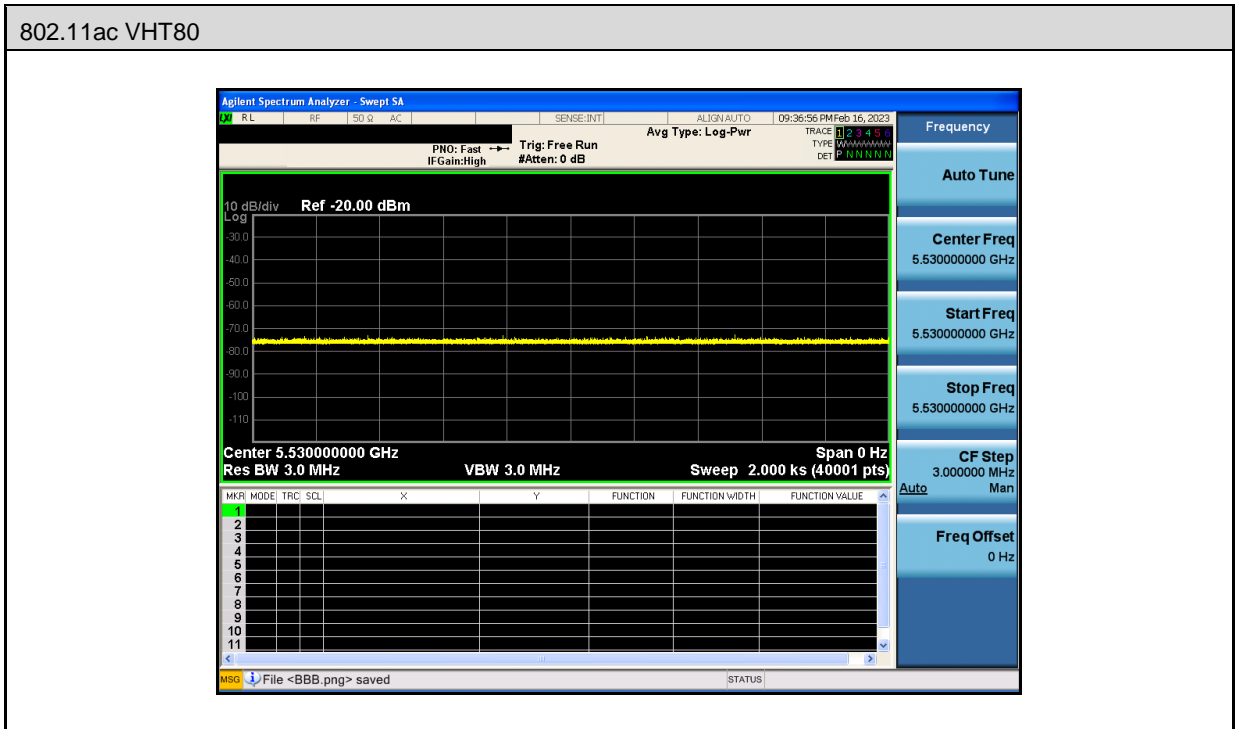 802.11ac VHT80
Agilent Spectrum Analyzer - Swept SA
LXI RL RF 50 Ω AC SENSE:INT ALIGN AUTO 09:36:56 PM Feb 16, 2023
Avg Type: Log-Pwr TRACE 1 2 3 4 5 6
PNO: Fast Trig: Free Run TYPE W
IFGain:High #Atten: 0 dB DET P N N N N N
10 dB/div Ref -20.00 dBm
Log
-30.0
-40.0
-50.0
-60.0
-70.0
-80.0
-90.0
-100
-110
Center 5.530000000 GHz Span 0 Hz
Res BW 3.0 MHz VBW 3.0 MHz Sweep 2.000 ks (40001 pts)
MKR MODE TRC SCL X Y FUNCTION FUNCTION WIDTH FUNCTION VALUE
1
2
3
4
5
6
7
8
9
10
11
MSG File <BBB.png> saved STATUS
Frequency
Auto Tune
Center Freq
5.530000000 GHz
Start Freq
5.530000000 GHz
Stop Freq
5.530000000 GHz
CF Step
3.000000 MHz
Auto Man
Freq Offset
0 Hz